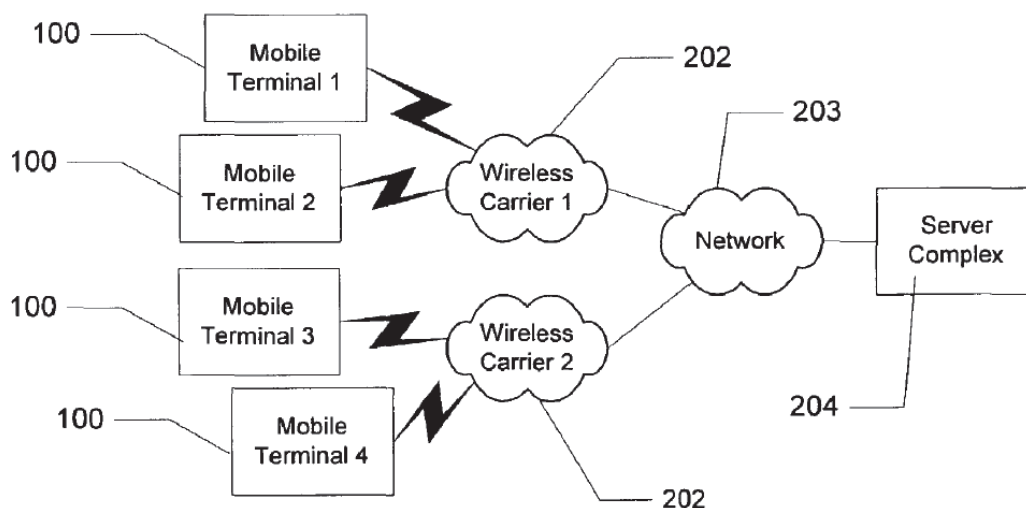 100
Mobile
Terminal 1
202
203
100
Mobile
Terminal 2
Wireless
Carrier 1
Network
Server
Complex
100
Mobile
Terminal 3
Wireless
Carrier 2
204
100
Mobile
Terminal 4
202